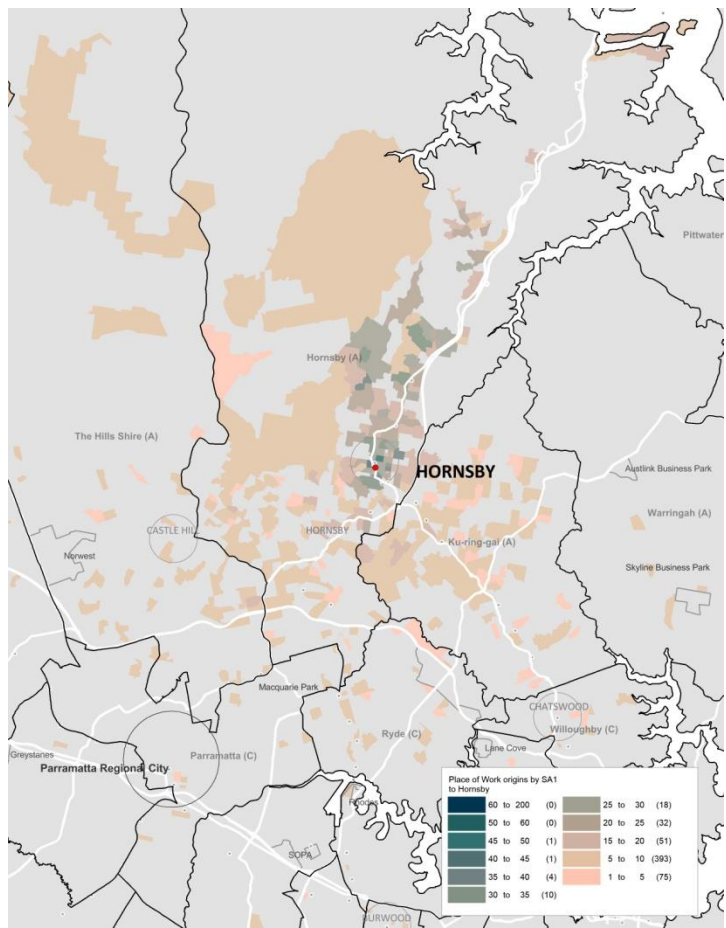 Pittwater
Hornsby (A)
The Hills Shire (A)
HORNSBY
Austlink Business Park
CASTLE HILL
HORNSBY
Warringah (A)
Norwest
Ku-ring-gai (A)
Skyline Business Park
Macquarie Park
CHATSWOOD
Ryde (C)
Willoughby (C)
Greystanes
Parramatta (C)
Lane Cove
Parramatta Regional City
Rhodes
SOPA
BURWOOD
Place of Work origins by SA1
to Hornsby
60 to 200 (0)
50 to 60 (0)
45 to 50 (1)
40 to 45 (1)
35 to 40 (4)
30 to 35 (10)
25 to 30 (18)
20 to 25 (32)
15 to 20 (51)
5 to 10 (393)
1 to 5 (75)